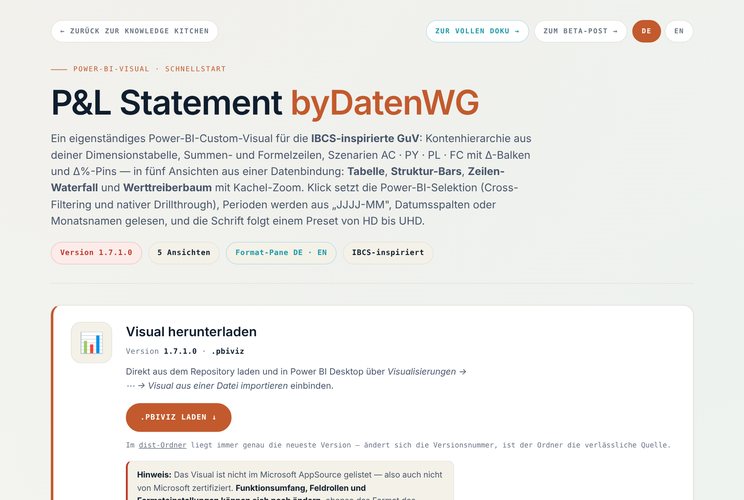 ← ZURÜCK ZUR KNOWLEDGE KITCHEN
ZUR VOLLEN DOKU →
ZUM BETA-POST →
DE
EN
POWER-BI-VISUAL · SCHNELLSTART
P&L Statement byDatenWG
Ein eigenständiges Power-BI-Custom-Visual für die IBCS-inspirierte GuV: Kontenhierarchie aus
deiner Dimensionstabelle, Summen- und Formelzeilen, Szenarien AC · PY · PL · FC mit Δ-Balken
und Δ%-Pins — in fünf Ansichten aus einer Datenbindung: Tabelle, Struktur-Bars, Zeilen-
Waterfall und Werttreiberbaum mit Kachel-Zoom. Klick setzt die Power-BI-Selektion (Cross-
Filtering und nativer Drillthrough), Perioden werden aus „JJJJ-MM", Datumsspalten oder
Monatsnamen gelesen, und die Schrift folgt einem Preset von HD bis UHD.
Version 1.7.1.0
5 Ansichten
Format-Pane DE · EN
IBCS-inspiriert
Visual herunterladen
Version 1.7.1.0 · .pbiviz
Direkt aus dem Repository laden und in Power BI Desktop über Visualisierungen →
··· → Visual aus einer Datei importieren einbinden.
.PBIVIZ LADEN ↓
Im dist-Ordner liegt immer genau die neueste Version — ändert sich die Versionsnummer, ist der Ordner die verlässliche Quelle.
Hinweis: Das Visual ist nicht im Microsoft AppSource gelistet — also auch nicht
von Microsoft zertifiziert. Funktionsumfang, Feldrollen und